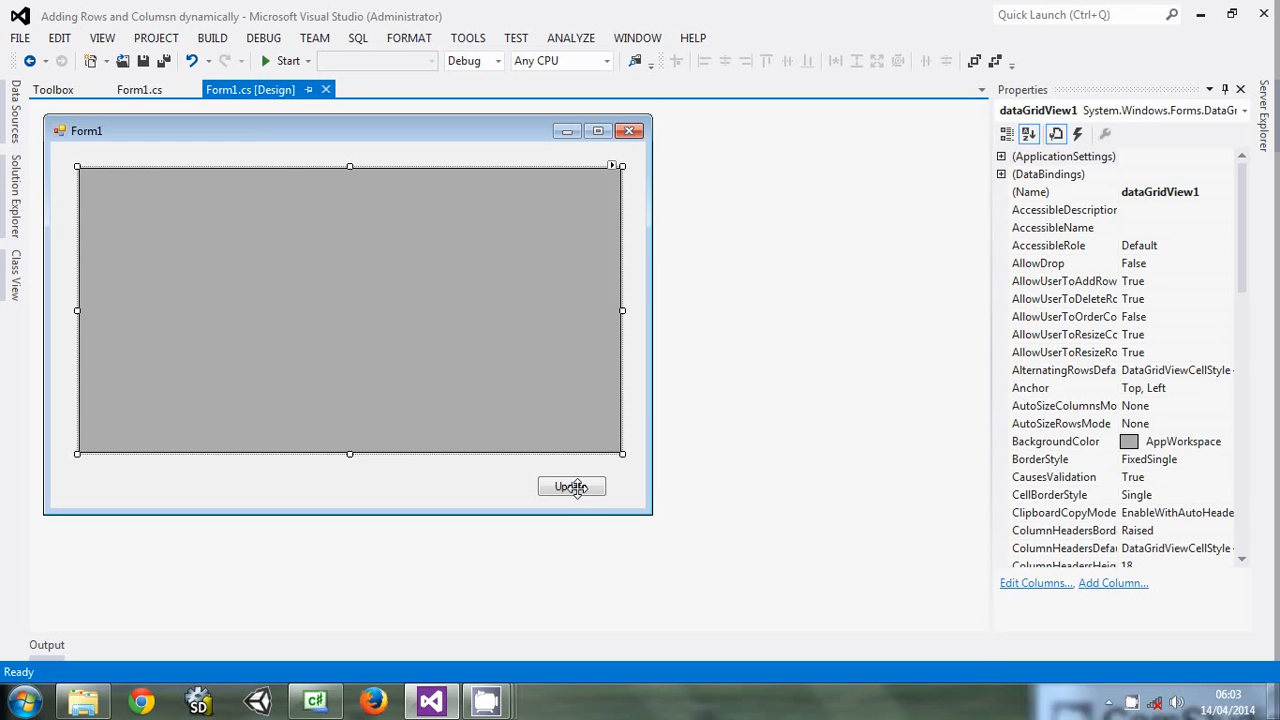 Adding Rows and Columsn dynamically - Microsoft Visual Studio (Administrator)
Quick Launch (Ctrl+Q)
FILE EDIT VIEW PROJECT BUILD DEBUG TEAM SQL FORMAT TOOLS TEST ANALYZE WINDOW HELP
Start Debug Any CPU
Toolbox Form1.cs Form1.cs [Design]
Data Sources
Solution Explorer
Class View
Form1
Properties
dataGridView1 System.Windows.Forms.DataGr
(ApplicationSettings)
(DataBindings)
(Name) dataGridView1
AccessibleDescription
AccessibleName
AccessibleRole Default
AllowDrop False
AllowUserToAddRow True
AllowUserToDeleteRo True
AllowUserToOrderCo False
AllowUserToResizeCo True
AllowUserToResizeRo True
AlternatingRowsDefa DataGridViewCellStyle
Anchor Top, Left
AutoSizeColumnsMo None
AutoSizeRowsMode None
BackgroundColor AppWorkspace
BorderStyle FixedSingle
CausesValidation True
CellBorderStyle Single
ClipboardCopyMode EnableWithAutoHeade
ColumnHeadersBord Raised
ColumnHeadersDefau DataGridViewCellStyle
ColumnHeadersHeig 18
Edit Columns..., Add Column...
Server Explorer
Output
Ready
SD
C#
06:03
14/04/2014